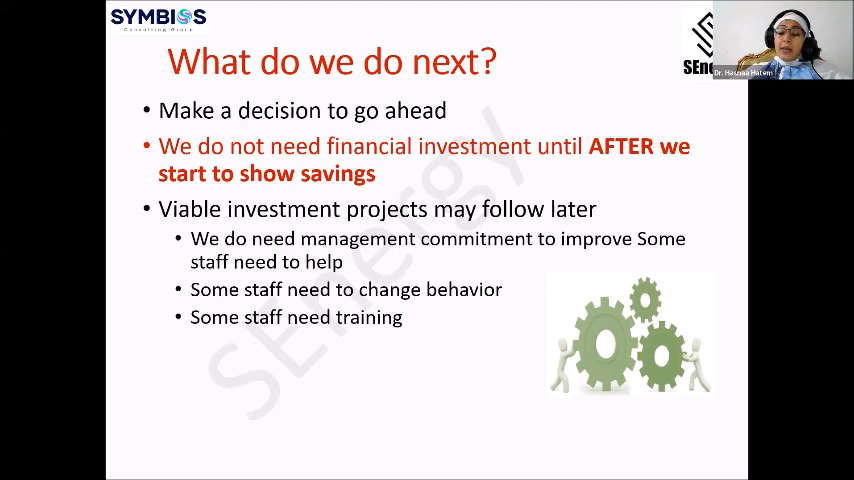 SYMBIOS
Consulting Group
What do we do next?
SEne
Dr. Hasnaa Hatem
• Make a decision to go ahead
• We do not need financial investment until AFTER we
start to show savings
• Viable investment projects may follow later
• We do need management commitment to improve Some
staff need to help
• Some staff need to change behavior
• Some staff need training
SEnergy